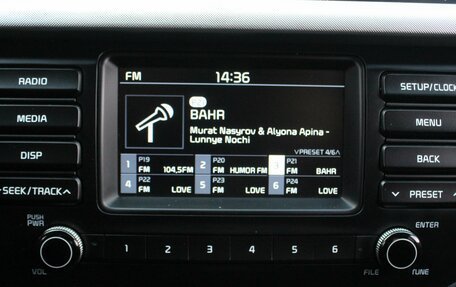 FM 14:36
RADIO
MEDIA
DISP
SEEK/TRACK
SETUP/CLOCK
MENU
BACK
PRESET
BAHR
Murat Nasyrov & Alyona Apina -
Lunnye Nochi
PRESET 4/6
1 P19 FM 104,5FM
2 P20 FM HUMOR FM
P21 FM BAHR
4 P22 FM LOVE
5 P23 FM LOVE
6 P24 FM LOVE
PUSH
PWR
VOL
1 2 3 4 5 6
ENTER
FILE
TUNE